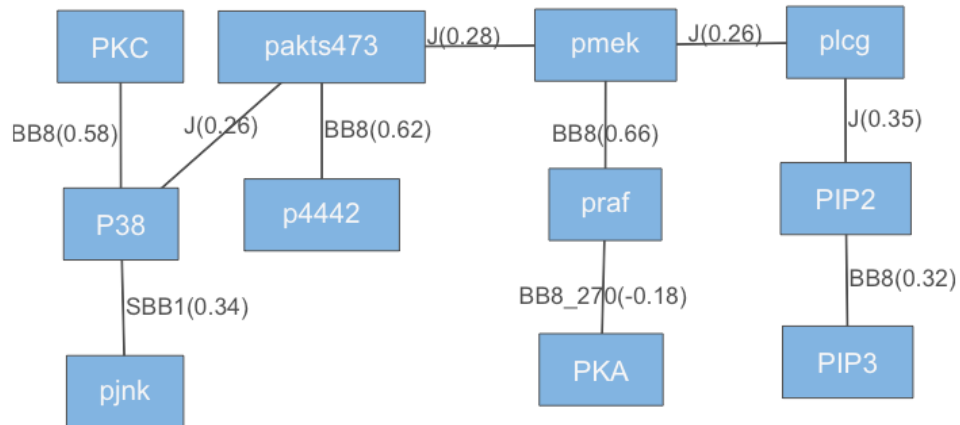 PKC
pakts473
J(0.28)
pmek
J(0.26)
plcg
BB8(0.58)
J(0.26)
BB8(0.62)
BB8(0.66)
J(0.35)
P38
p4442
praf
PIP2
SBB1(0.34)
BB8_270(-0.18)
BB8(0.32)
pjnk
PKA
PIP3